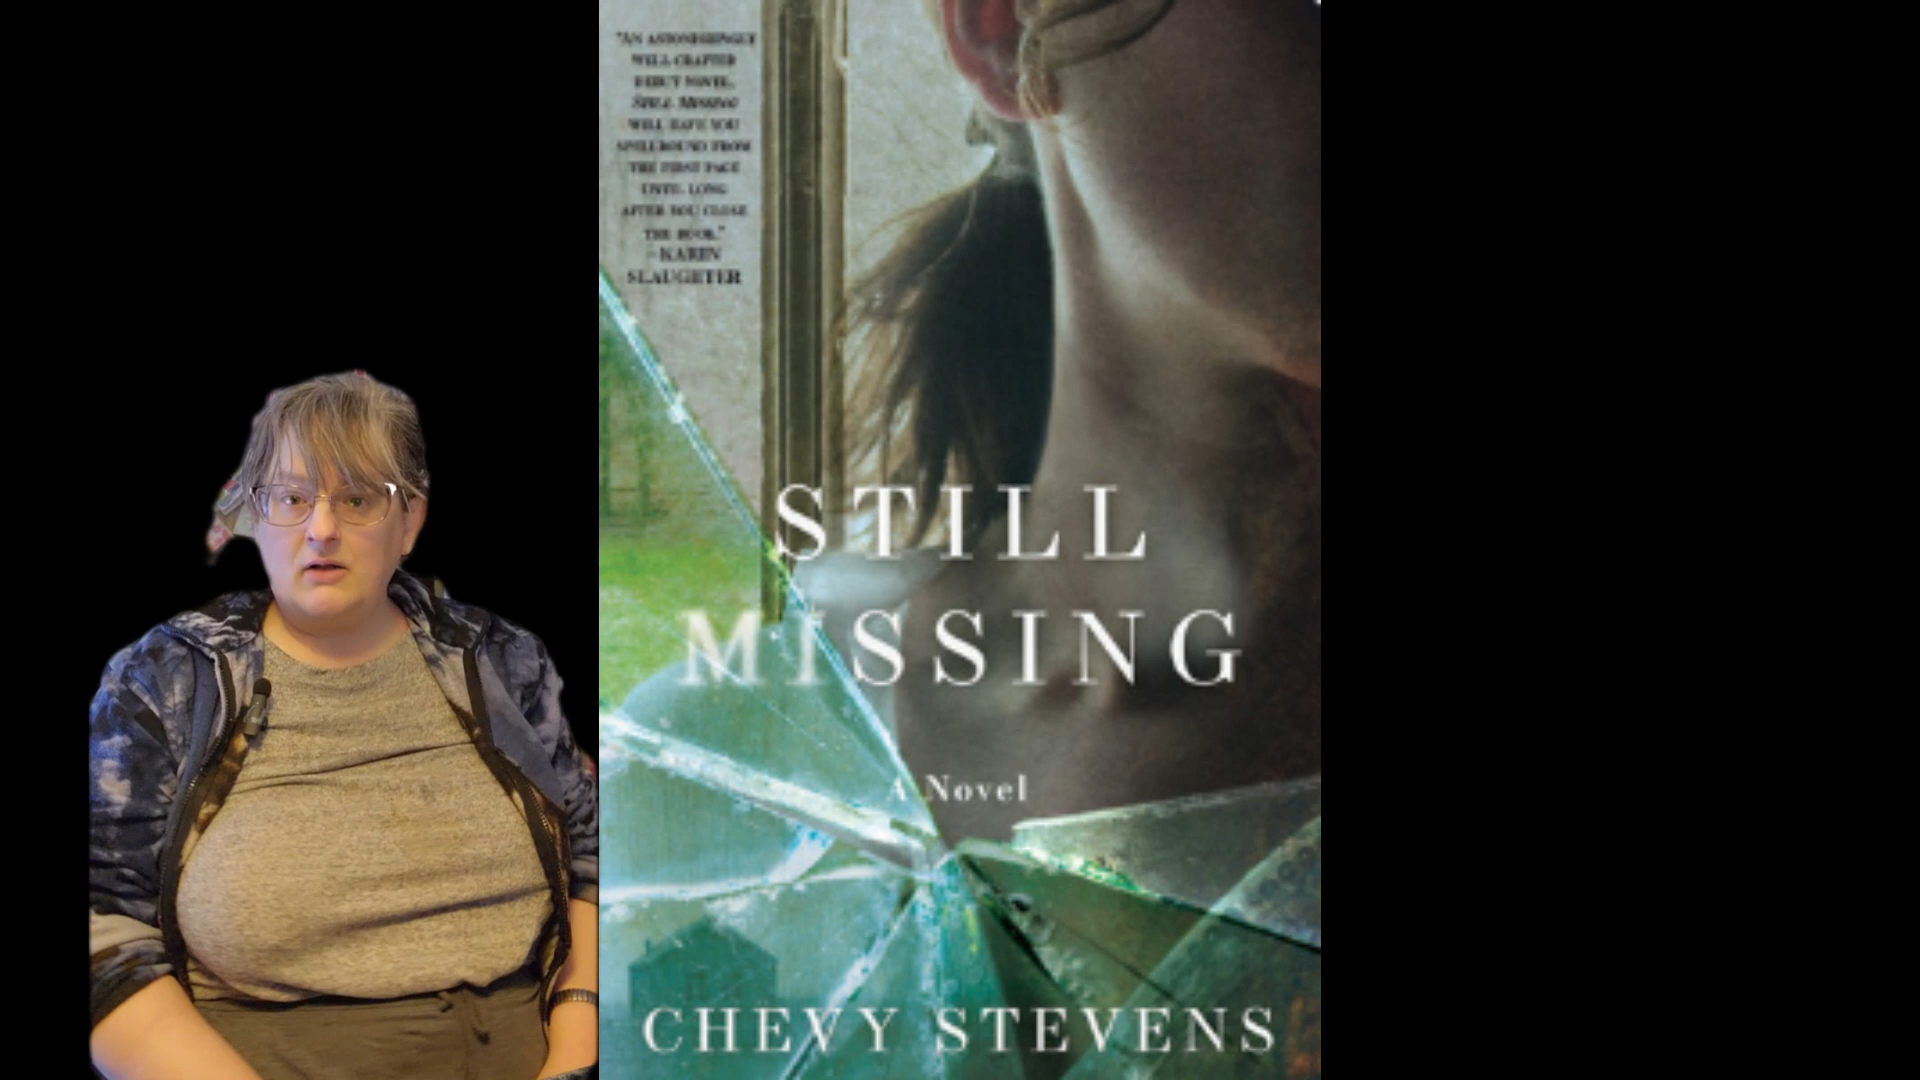 "AN ASTONISHINGLY
WELL-CRAFTED
DEBUT NOVEL,
STILL MISSING
WILL HAVE YOU
SPELLBOUND FROM
THE FIRST PAGE
UNTIL LONG
AFTER YOU CLOSE
THE BOOK."
—KARIN
SLAUGHTER
STILL
MISSING
A Novel
CHEVY STEVENS